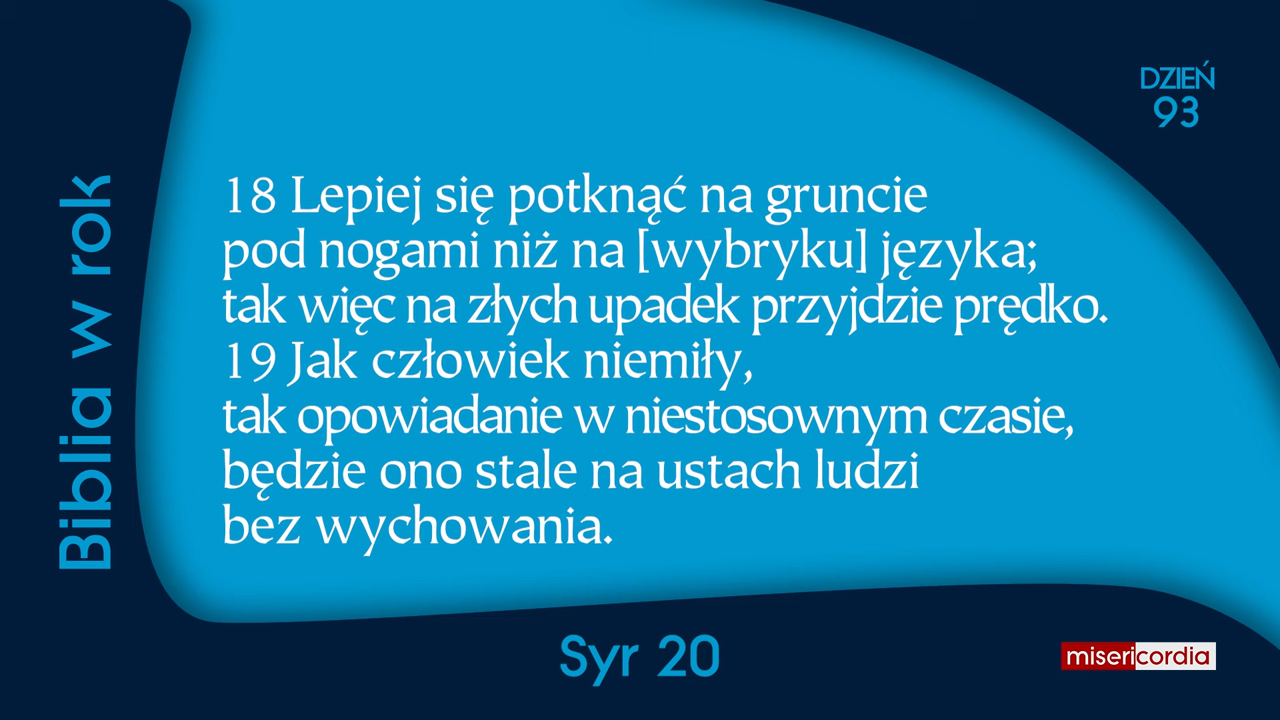 DZIEŃ
93
Biblia w rok
18 Lepiej się potknąć na gruncie
pod nogami niż na [wybryku] języka;
tak więc na złych upadek przyjdzie prędko.
19 Jak człowiek niemiły,
tak opowiadanie w niestosownym czasie,
będzie ono stale na ustach ludzi
bez wychowania.
Syr 20
misericordia